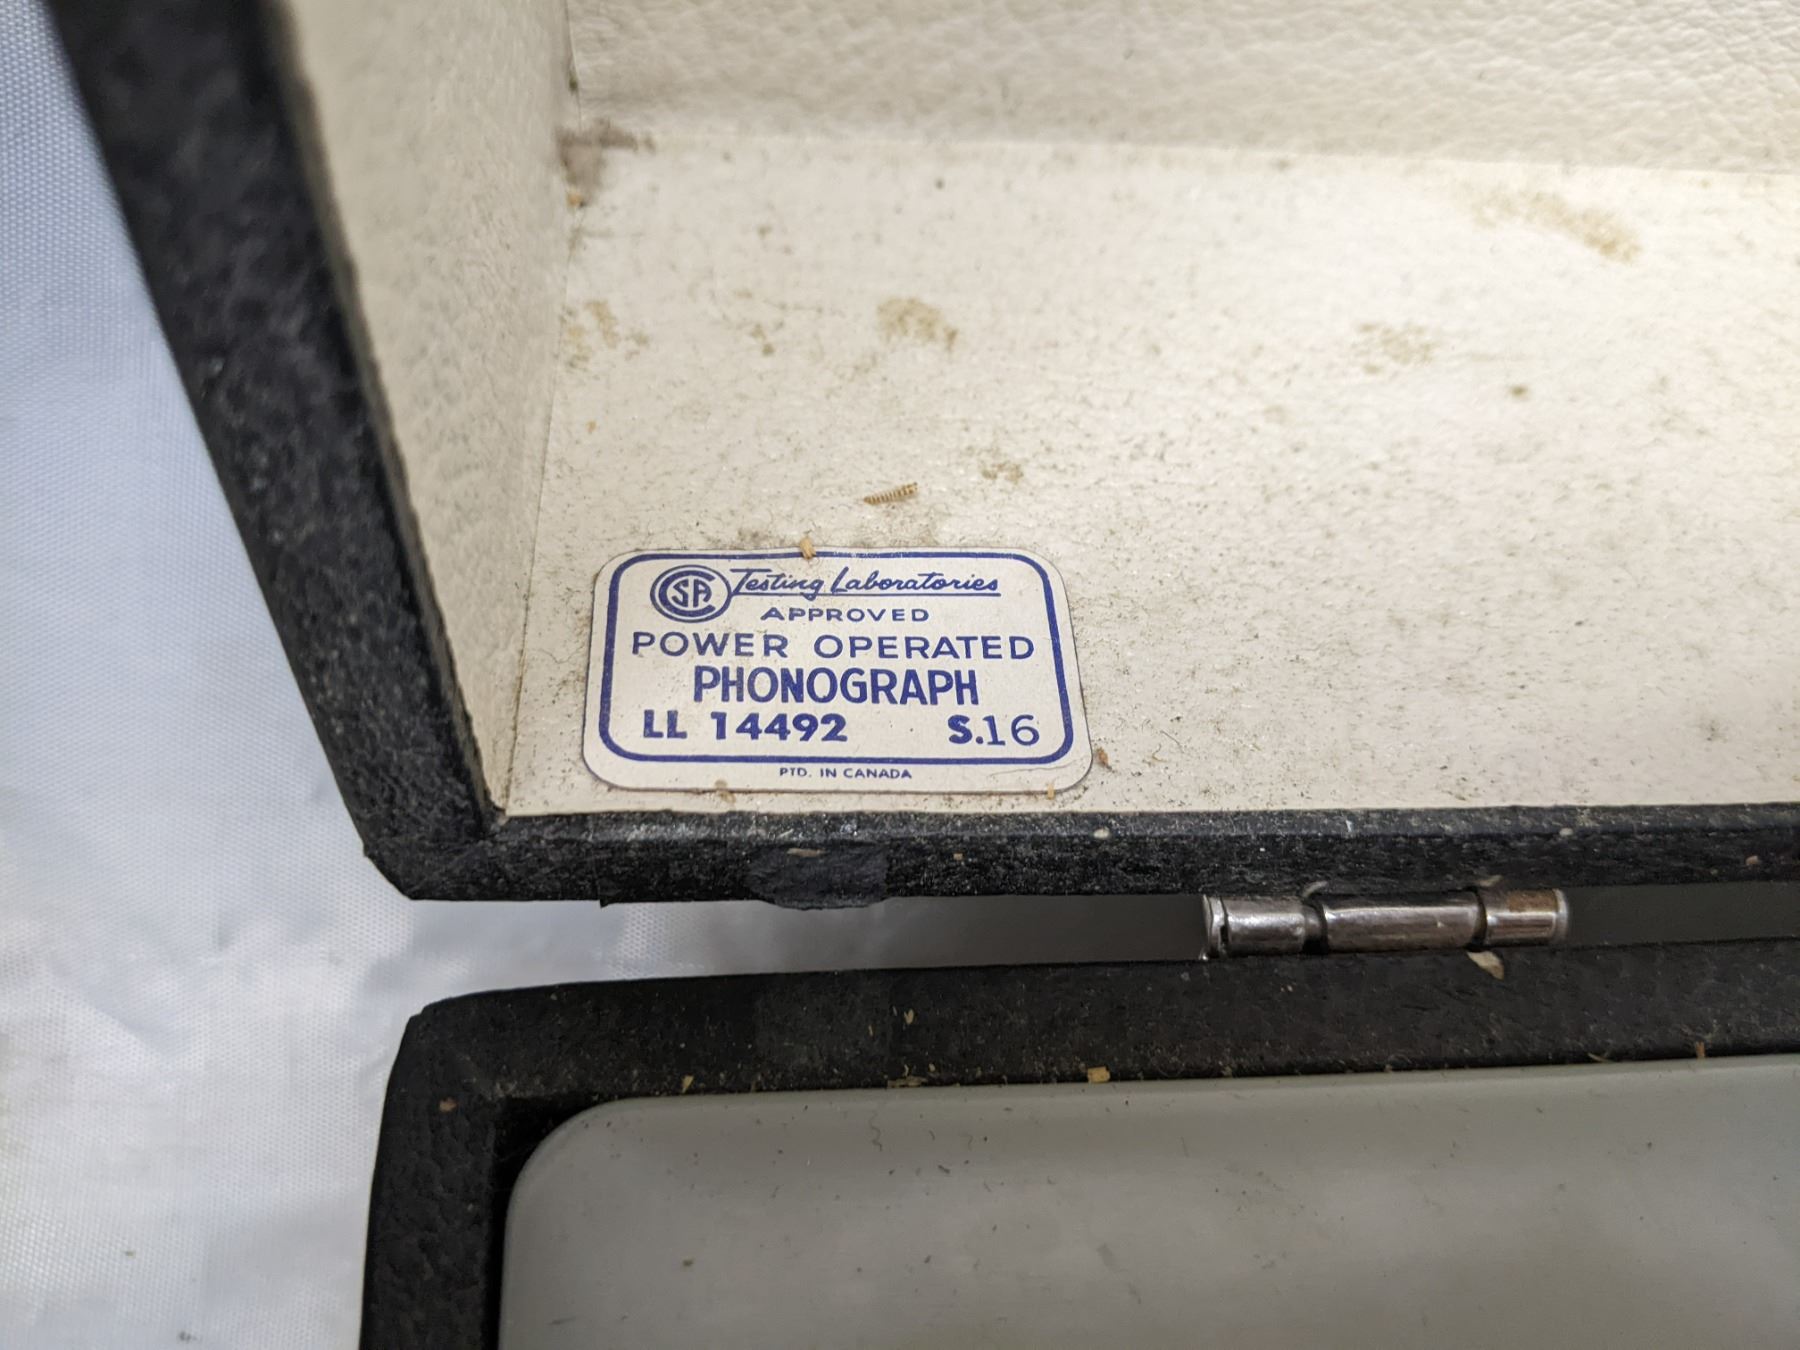 CSA Testing Laboratories
APPROVED
POWER OPERATED
PHONOGRAPH
LL 14492 S.16
PTD. IN CANADA